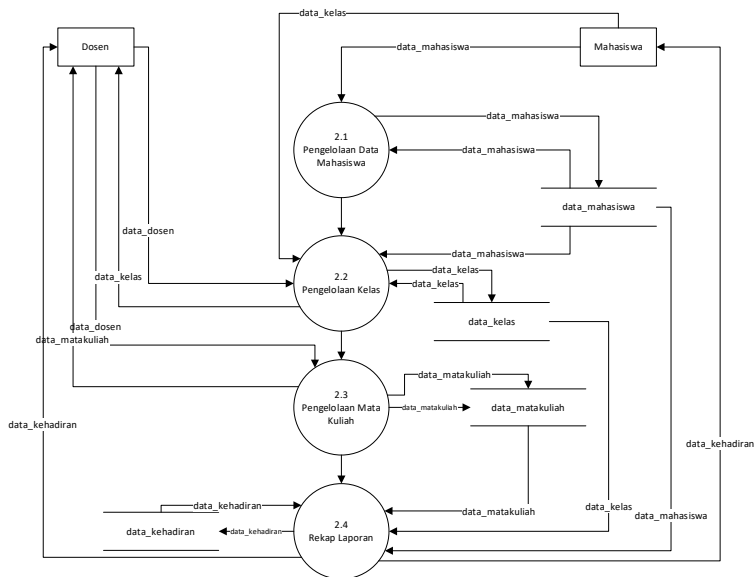 data_kelas
Dosen
Mahasiswa
data_mahasiswa
data_mahasiswa
2.1
Pengelolaan Data
Mahasiswa
data_mahasiswa
data_mahasiswa
data_dosen
data_mahasiswa
2.2
Pengelolaan Kelas
data_kelas
data_kelas
data_kelas
data_kelas
data_dosen
data_matakuliah
2.3
Pengelolaan Mata
Kuliah
data_matakuliah
data_matakuliah
data_matakuliah
data_kehadiran
data_kehadiran
data_kehadiran
data_kelas
data_matakuliah
data_mahasiswa
2.4
Rekap Laporan
data_kehadiran
data_kehadiran